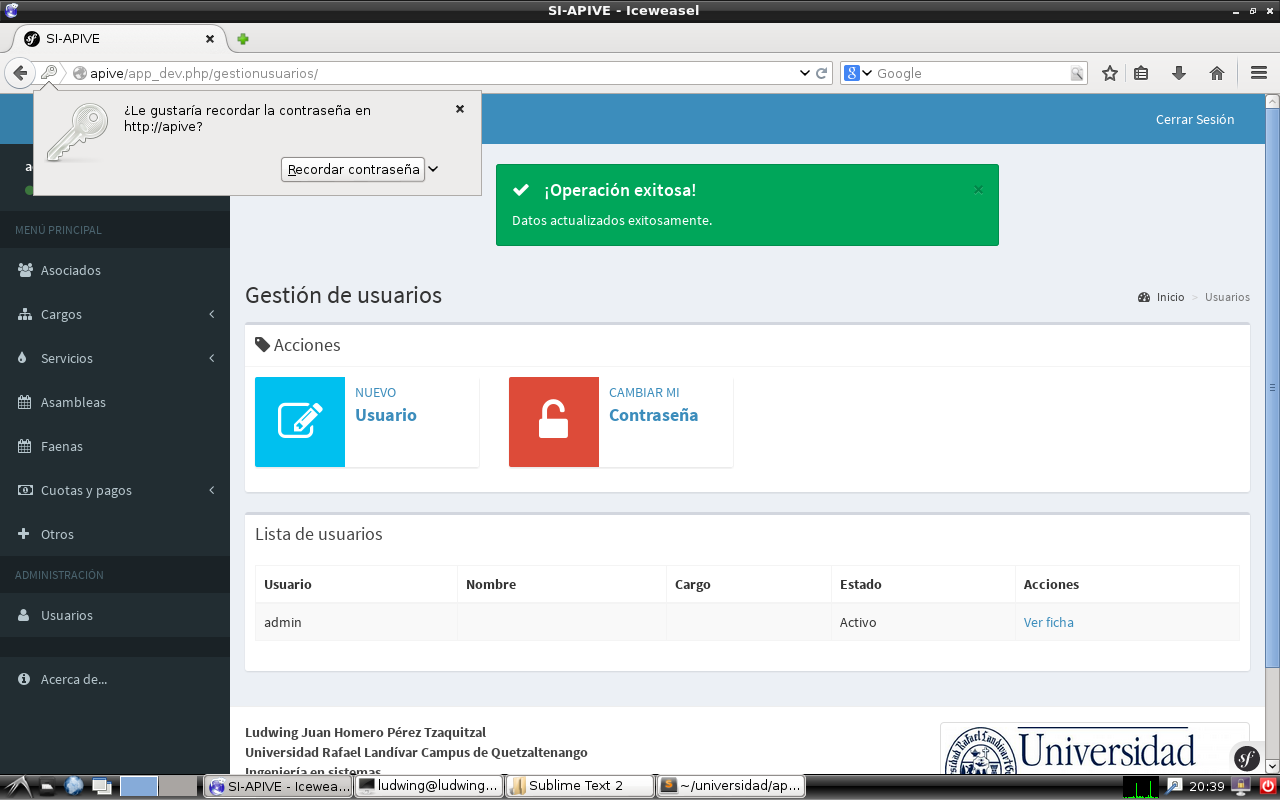 SI-APIVE - Iceweasel
SI-APIVE
apive/app_dev.php/gestionusuarios/
Google
¿Le gustaría recordar la contraseña en
http://apive?
Recordar contraseña
Cerrar Sesión
¡Operación exitosa!
Datos actualizados exitosamente.
MENÚ PRINCIPAL
Asociados
Cargos
Servicios
Asambleas
Faenas
Cuotas y pagos
Otros
ADMINISTRACIÓN
Usuarios
Acerca de...
Gestión de usuarios
Inicio > Usuarios
Acciones
NUEVO
Usuario
CAMBIAR MI
Contraseña
Lista de usuarios
Usuario Nombre Cargo Estado Acciones
admin Activo Ver ficha
Ludwing Juan Homero Pérez Tzaquitzal
Universidad Rafael Landívar Campus de Quetzaltenango
Ingeniería en sistemas
Universidad
SI-APIVE - Icewea...
ludwing@ludwing...
Sublime Text 2
~/universidad/ap...
20:39